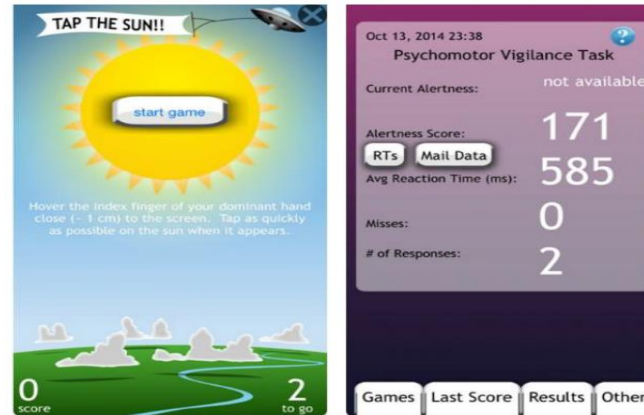 TAP THE SUN!!
start game
Hover the index finger of your dominant hand
close (~ 1 cm) to the screen. Tap as quickly
as possible on the sun when it appears.
0
score
2
to go
Oct 13, 2014 23:38
Psychomotor Vigilance Task
Current Alertness: not available
Alertness Score: 171
RTs Mail Data
Avg Reaction Time (ms): 585
Misses: 0
# of Responses: 2
Games Last Score Results Other